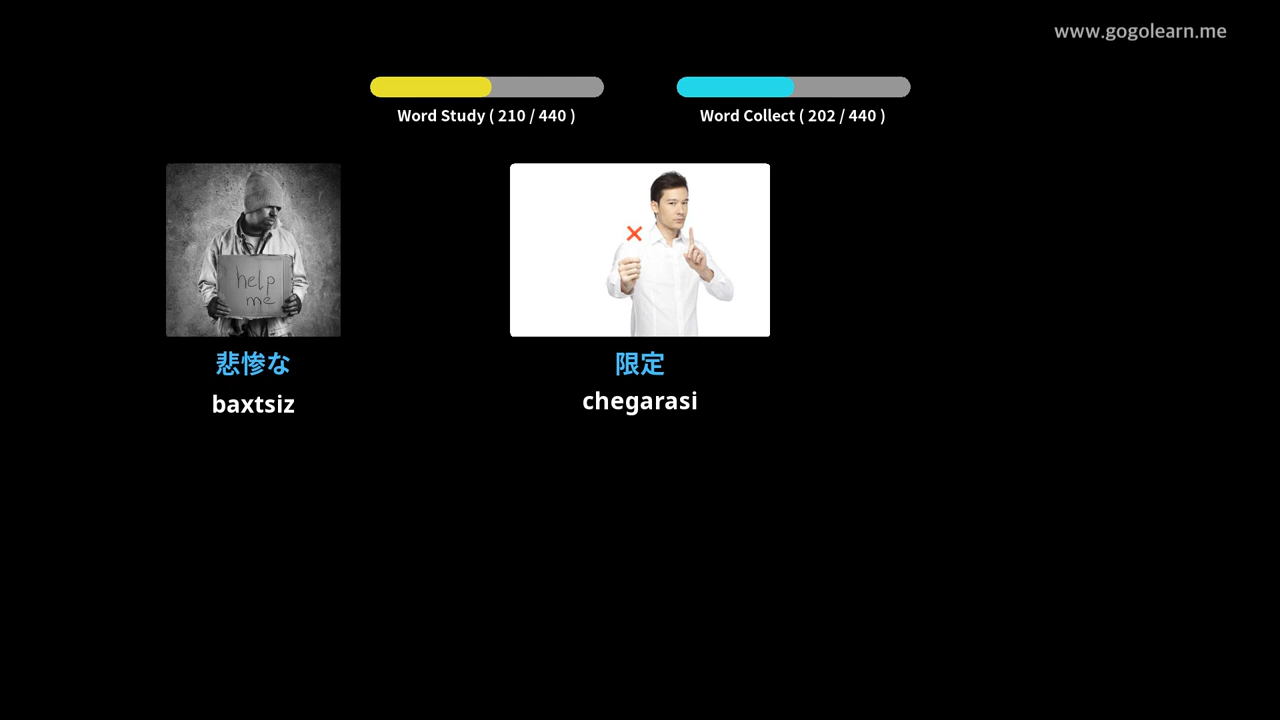 www.gogolearn.me
Word Study ( 210 / 440 )
Word Collect ( 202 / 440 )
help
me
悲惨な
baxtsiz
限定
chegarasi